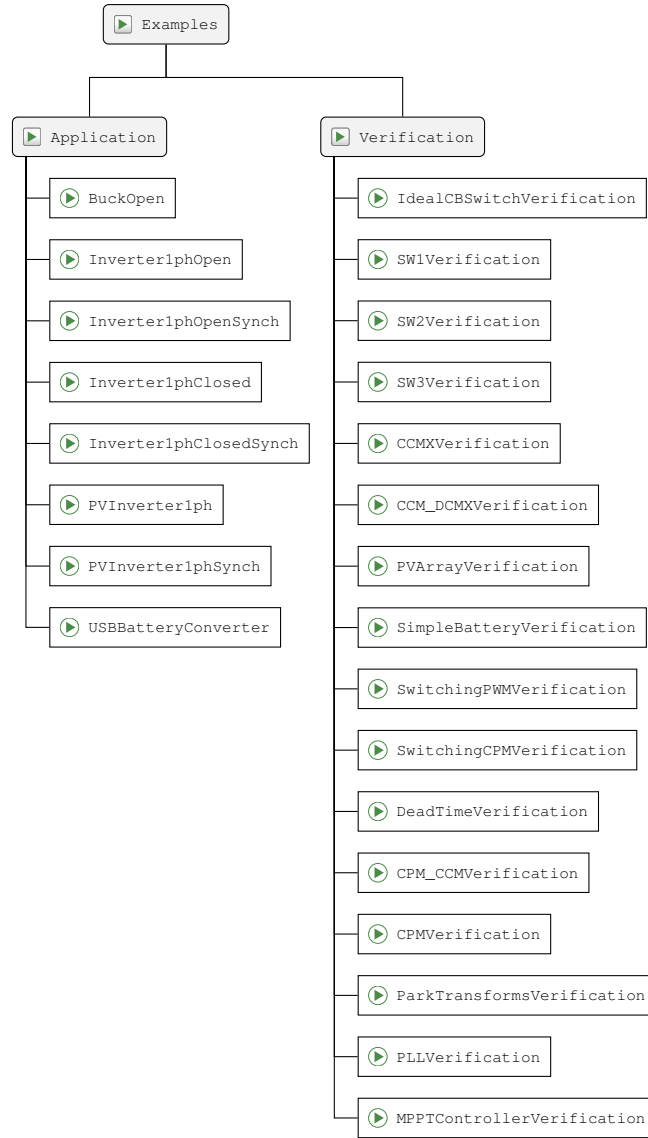 Examples
Application
BuckOpen
Inverter1phOpen
Inverter1phOpenSynch
Inverter1phClosed
Inverter1phClosedSynch
PVInverter1ph
PVInverter1phSynch
USBBatteryConverter
Verification
IdealCBSwitchVerification
SW1Verification
SW2Verification
SW3Verification
CCMXVerification
CCM_DCMXVerification
PVArrayVerification
SimpleBatteryVerification
SwitchingPWMVerification
SwitchingCPMVerification
DeadTimeVerification
CPM_CCMVerification
CPMVerification
ParkTransformsVerification
PLLVerification
MPPTControllerVerification